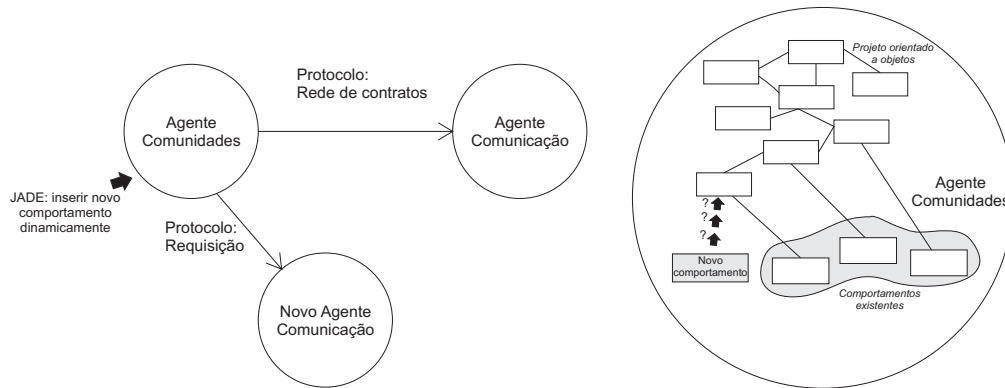 Protocolo:
Rede de contratos
Agente
Comunidades
Agente
Comunicação
JADE: inserir novo
comportamento
dinamicamente
Protocolo:
Requisição
Novo Agente
Comunicação
Projeto orientado
a objetos
Agente
Comunidades
?
?
?
Novo
comportamento
Comportamentos
existentes